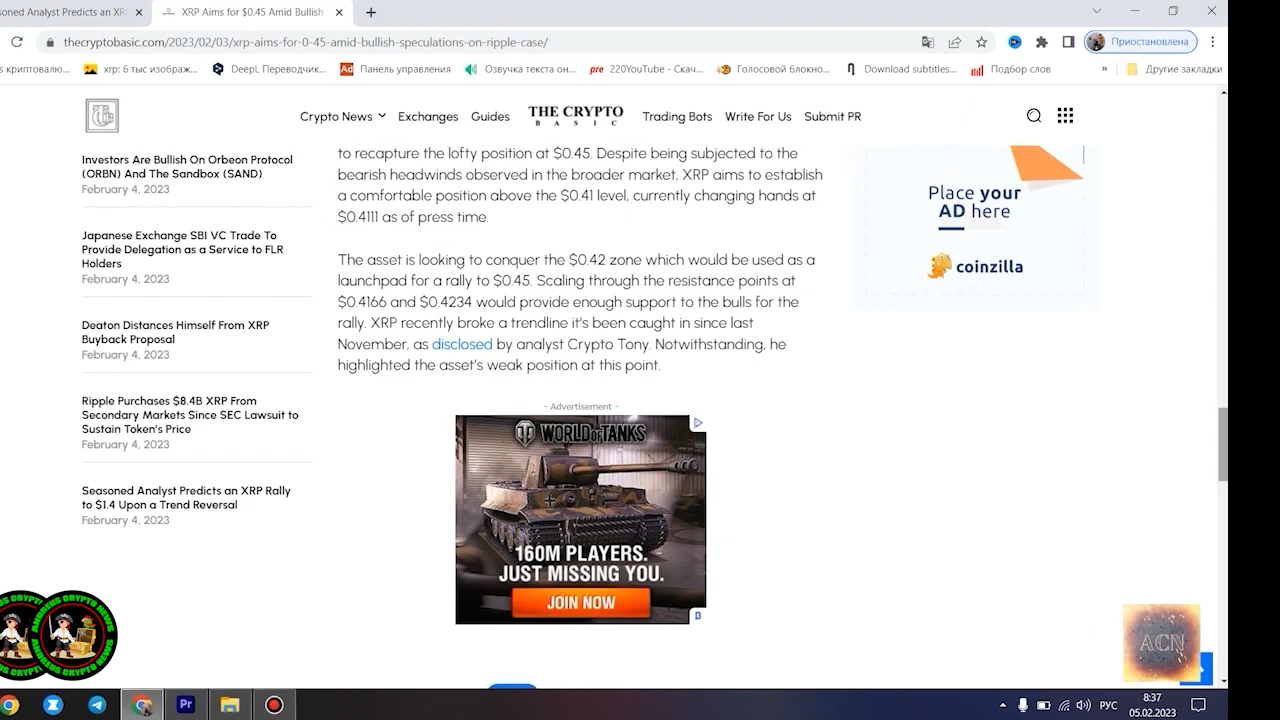 soned Analyst Predicts an XR
XRP Aims for $0.45 Amid Bullish
thecryptobasic.com/2023/02/03/xrp-aims-for-0-45-amid-bullish-speculations-on-ripple-case/
Приостановлена
s криптовалю...
xrp: 6 тыс изображ...
DeepL Переводчик...
Ad
Панель управления
Озвучка текста он...
pre
220YouTube - Скач...
Голосовой блокно...
Download subtitles...
Подбор слов
»
Другие закладки
Crypto News
Exchanges
Guides
THE CRYPTO
BASIC
Trading Bots
Write For Us
Submit PR
Investors Are Bullish On Orbeon Protocol
(ORBN) And The Sandbox (SAND)
February 4, 2023
Japanese Exchange SBI VC Trade To
Provide Delegation as a Service to FLR
Holders
February 4, 2023
Deaton Distances Himself From XRP
Buyback Proposal
February 4, 2023
Ripple Purchases $8.4B XRP From
Secondary Markets Since SEC Lawsuit to
Sustain Token's Price
February 4, 2023
Seasoned Analyst Predicts an XRP Rally
to $1.4 Upon a Trend Reversal
February 4, 2023
to recapture the lofty position at $0.45. Despite being subjected to the
bearish headwinds observed in the broader market, XRP aims to establish
a comfortable position above the $0.41 level, currently changing hands at
$0.4111 as of press time.
The asset is looking to conquer the $0.42 zone which would be used as a
launchpad for a rally to $0.45. Scaling through the resistance points at
$0.4166 and $0.4234 would provide enough support to the bulls for the
rally. XRP recently broke a trendline it's been caught in since last
November, as disclosed by analyst Crypto Tony. Notwithstanding, he
highlighted the asset's weak position at this point.
- Advertisement -
WORLD OF TANKS
160M PLAYERS.
JUST MISSING YOU.
JOIN NOW
Place your
AD here
coinzilla
ANDREUS CRYPTO NEWS
ANDREUS CRYPTO NEWS
ACN
Pr
РУС
8:37
05.02.2023